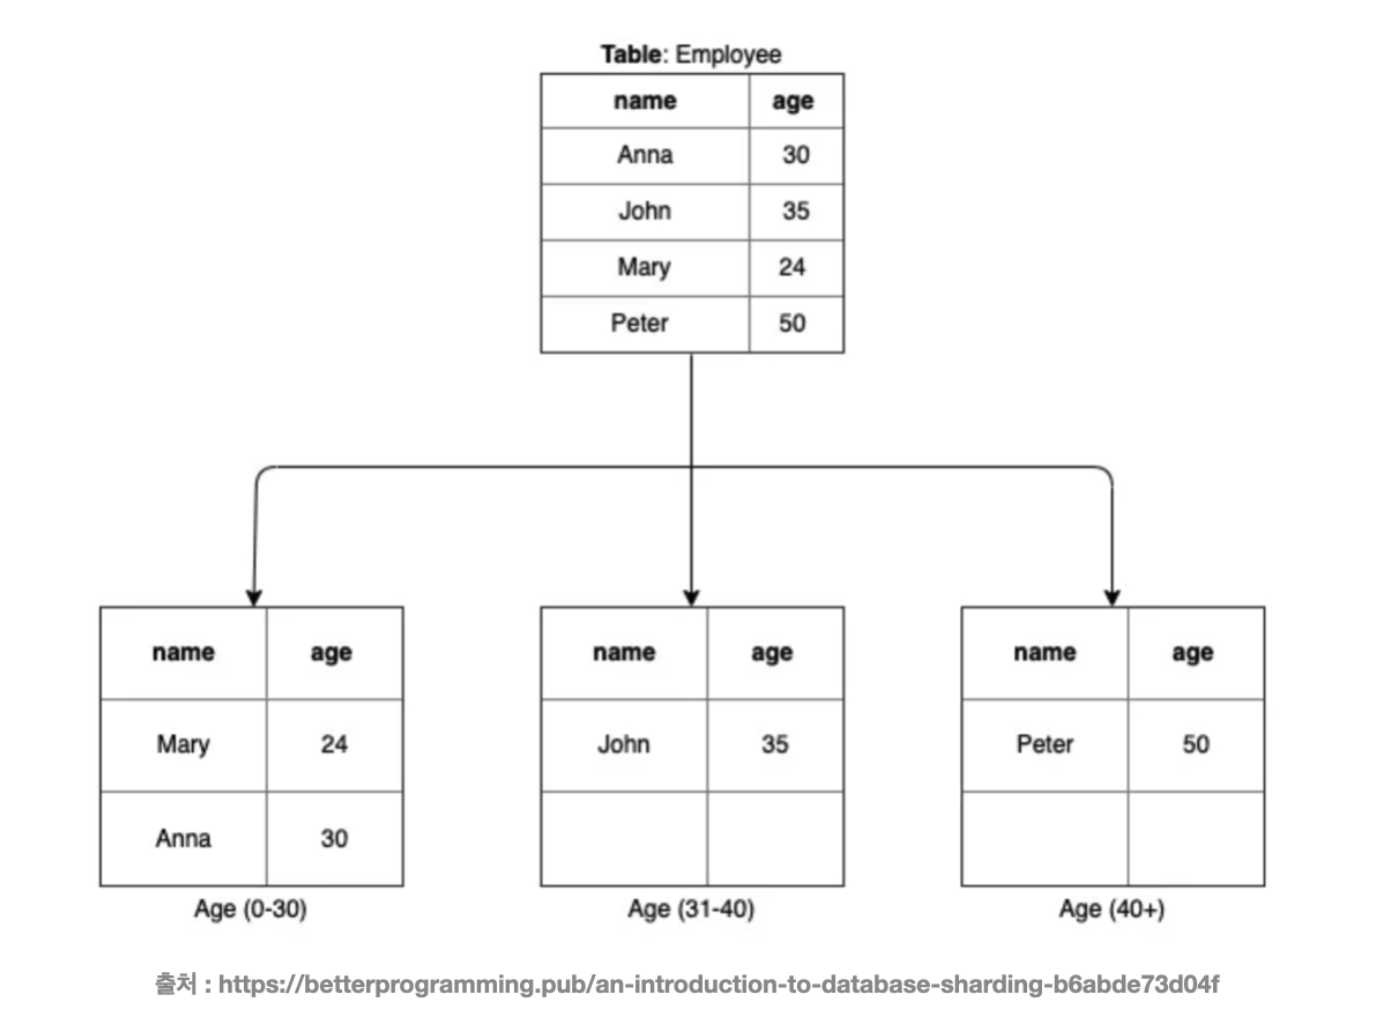 Table: Employee
name age
Anna 30
John 35
Mary 24
Peter 50
name age
Mary 24
Anna 30
Age (0-30)
name age
John 35
Age (31-40)
name age
Peter 50
Age (40+)
출처 : https://betterprogramming.pub/an-introduction-to-database-sharding-b6abde73d04f